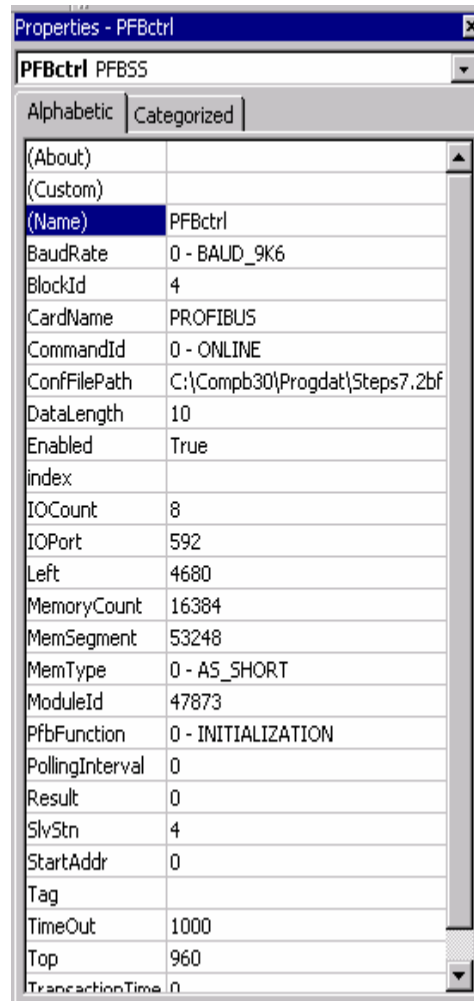 Properties - PFBctrl
PFBctrl PFBSS
Alphabetic Categorized
(About)
(Custom)
(Name) PFBctrl
BaudRate 0 - BAUD_9K6
BlockId 4
CardName PROFIBUS
CommandId 0 - ONLINE
ConfFilePath C:\Compb30\Progdat\Steps7.2bf
DataLength 10
Enabled True
index
IOCount 8
IOPort 592
Left 4680
MemoryCount 16384
MemSegment 53248
MemType 0 - AS_SHORT
ModuleId 47873
PfbFunction 0 - INITIALIZATION
PollingInterval 0
Result 0
SlvStn 4
StartAddr 0
Tag
TimeOut 1000
Top 960
TransactionTime 0